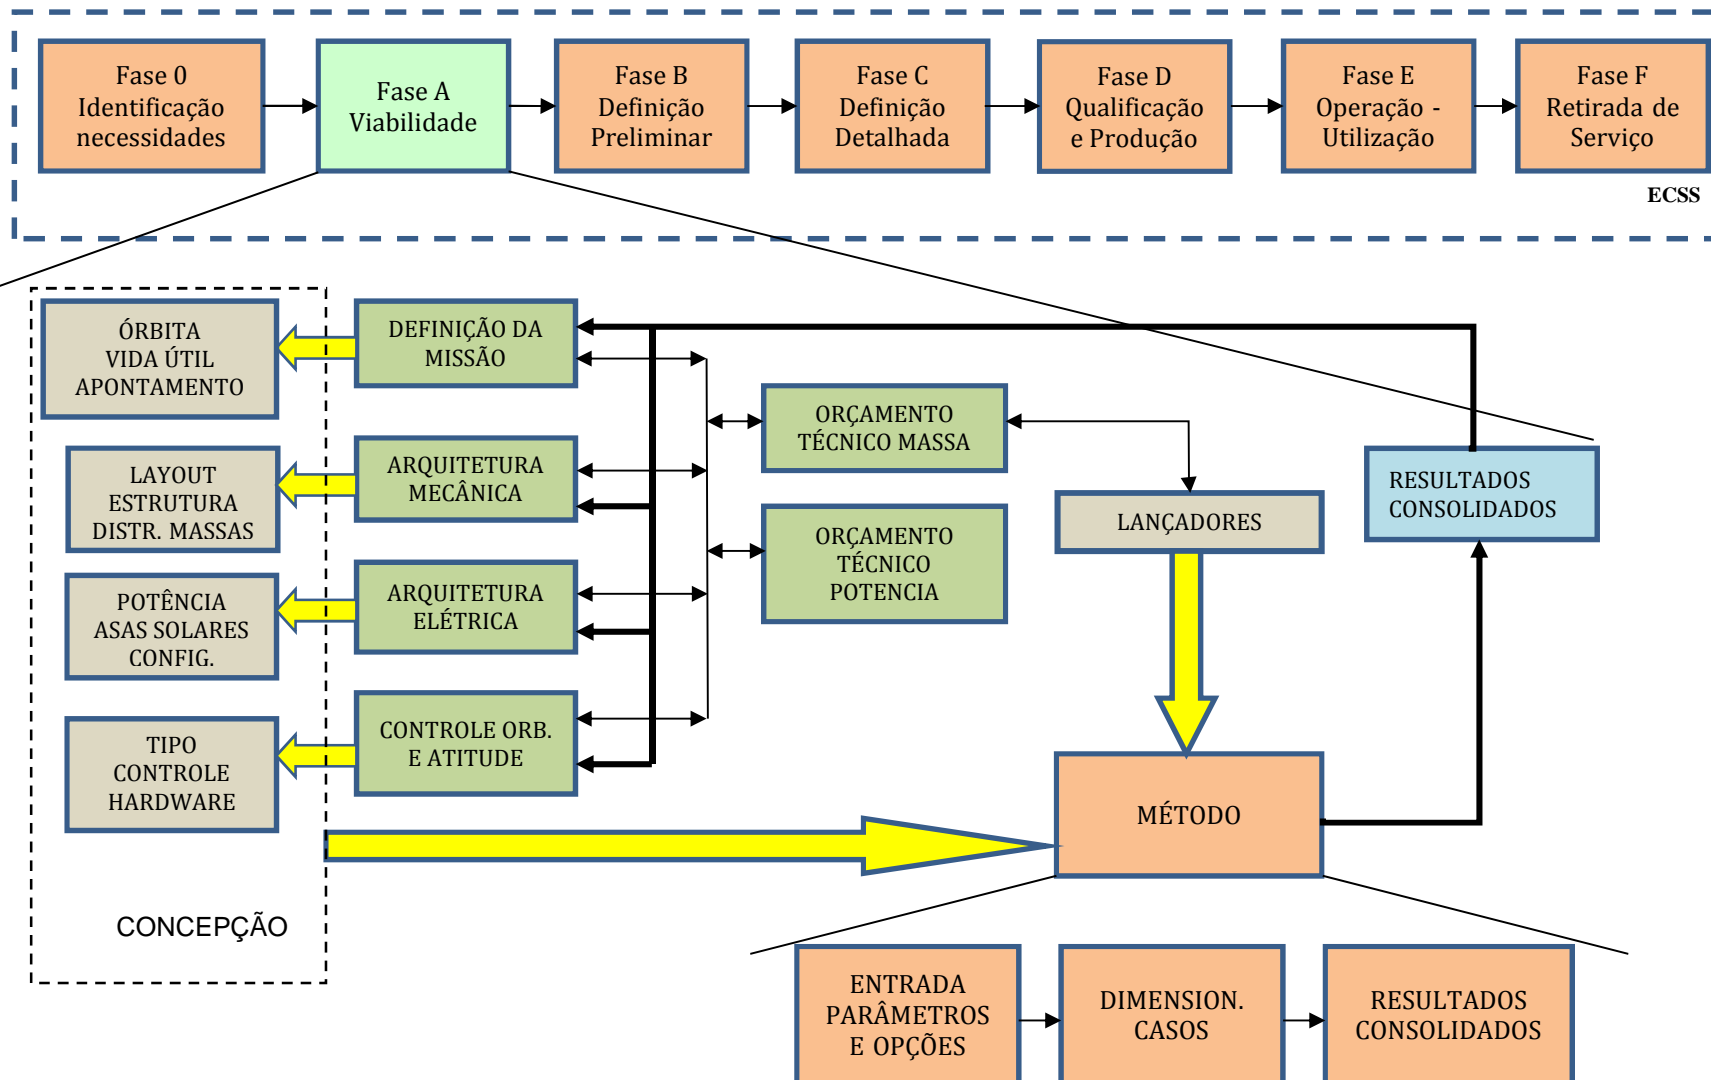 Fase 0
Identificação
necessidades
Fase A
Viabilidade
Fase B
Definição
Preliminar
Fase C
Definição
Detalhada
Fase D
Qualificação
e Produção
Fase E
Operação -
Utilização
Fase F
Retirada de
Serviço
ECSS
ÓRBITA
VIDA ÚTIL
APONTAMENTO
DEFINIÇÃO DA
MISSÃO
LAYOUT
ESTRUTURA
DISTR. MASSAS
ARQUITETURA
MECÂNICA
POTÊNCIA
ASAS SOLARES
CONFIG.
ARQUITETURA
ELÉTRICA
TIPO
CONTROLE
HARDWARE
CONTROLE ORB.
E ATITUDE
ORÇAMENTO
TÉCNICO MASSA
ORÇAMENTO
TÉCNICO
POTENCIA
LANÇADORES
RESULTADOS
CONSOLIDADOS
MÉTODO
CONCEPÇÃO
ENTRADA
PARÂMETROS
E OPÇÕES
DIMENSION.
CASOS
RESULTADOS
CONSOLIDADOS